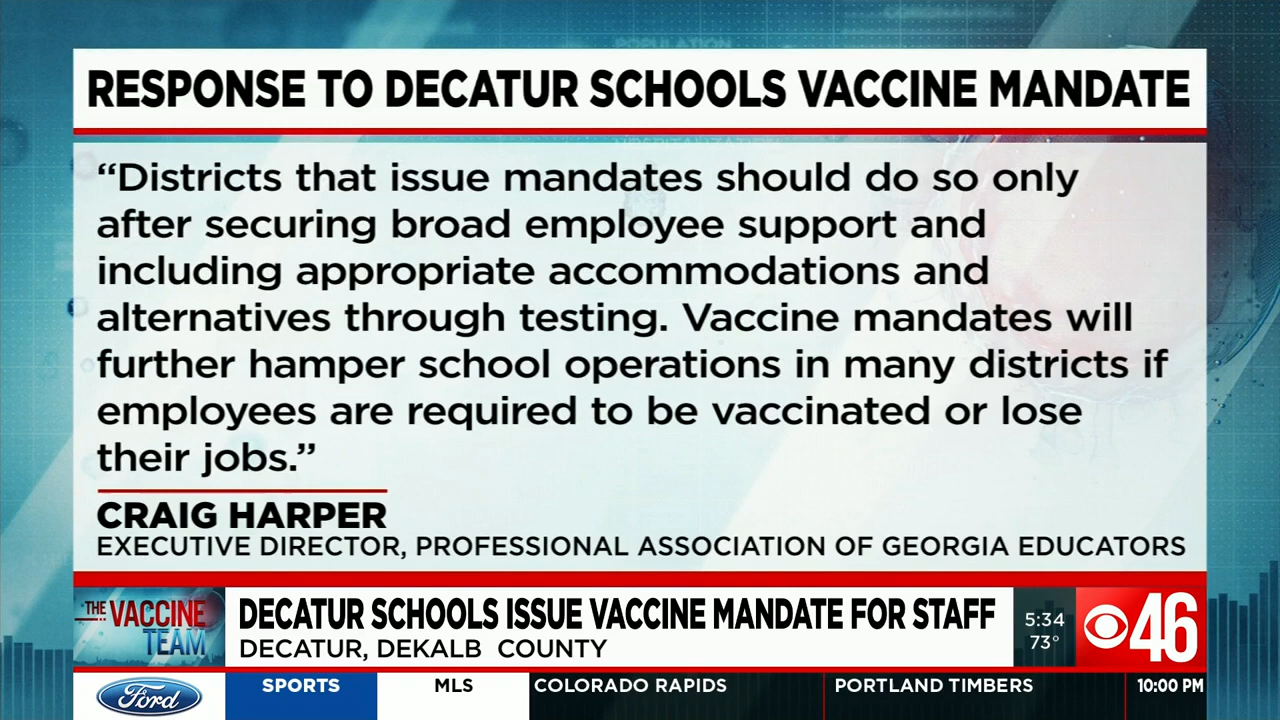 POPULATION
RESPONSE TO DECATUR SCHOOLS VACCINE MANDATE
HOSPITALIZATION
“Districts that issue mandates should do so only
after securing broad employee support and
including appropriate accommodations and
alternatives through testing. Vaccine mandates will
further hamper school operations in many districts if
employees are required to be vaccinated or lose
their jobs.”
CRAIG HARPER
EXECUTIVE DIRECTOR, PROFESSIONAL ASSOCIATION OF GEORGIA EDUCATORS
THE VACCINE TEAM
DECATUR SCHOOLS ISSUE VACCINE MANDATE FOR STAFF
DECATUR, DEKALB COUNTY
5:34
73°
46
Ford
SPORTS
MLS
COLORADO RAPIDS
PORTLAND TIMBERS
10:00 PM